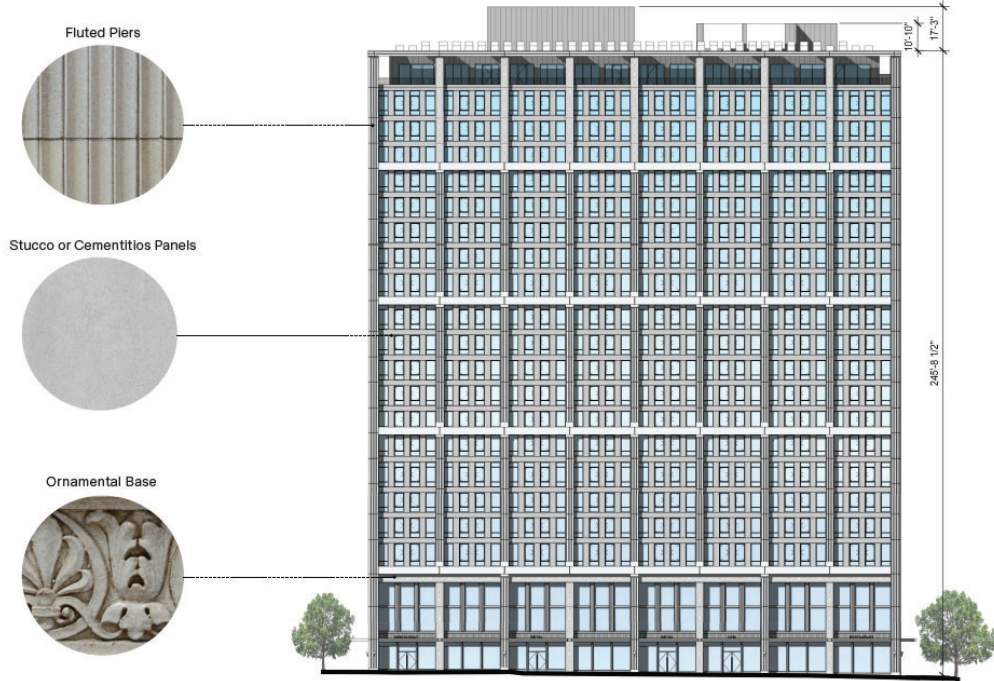 Fluted Piers
Stucco or Cementitios Panels
Ornamental Base
10'-10"
17'-3"
245'-8 1/2"